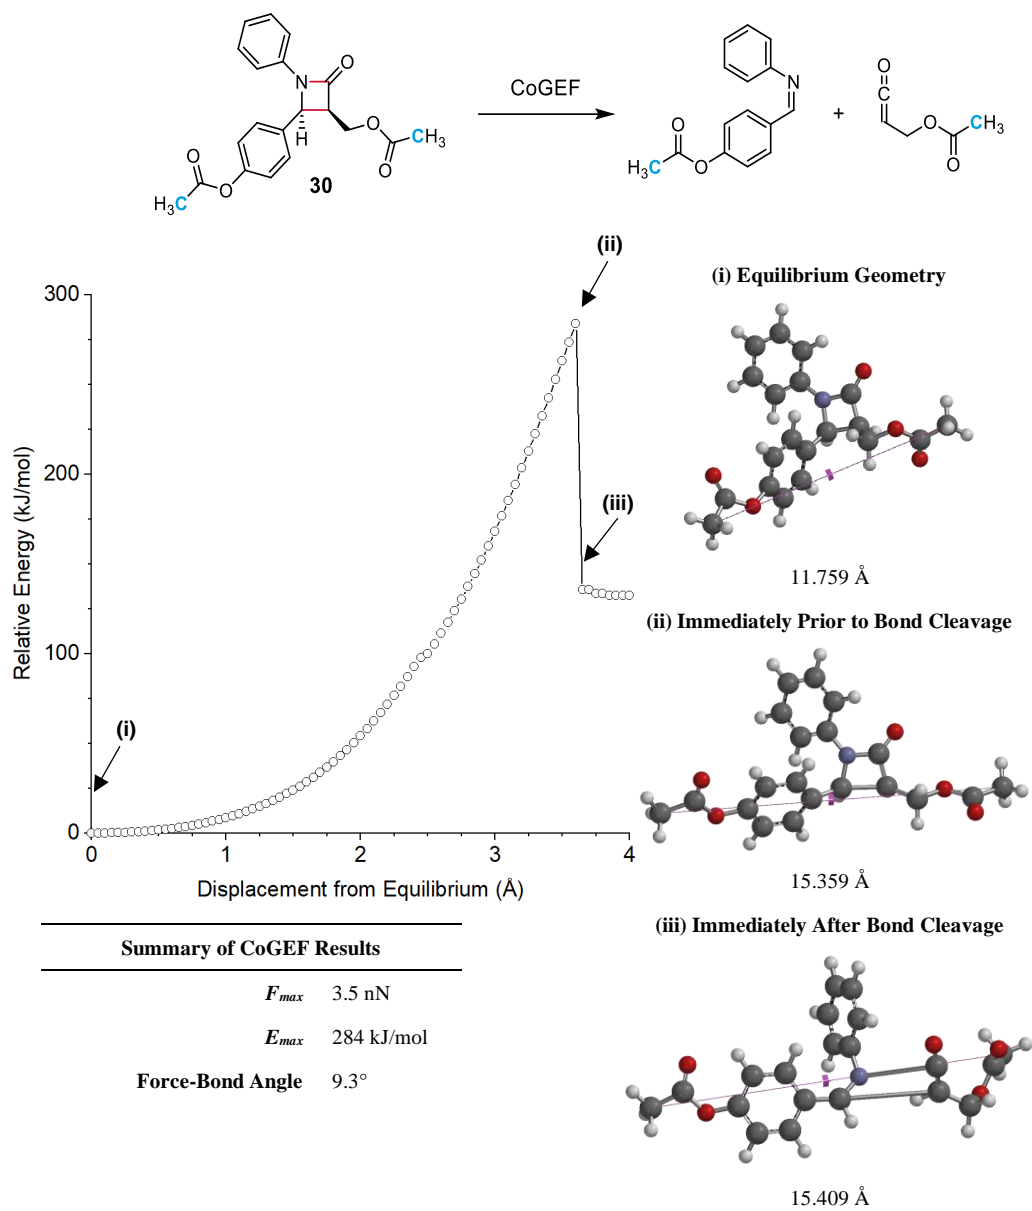 N
O
H
O
O
CH3
O
O
H3C
30
CoGEF
N
O
O
H3C
+
O
O
O
CH3
(i)
(ii)
(iii)
300
200
100
0
0
1
2
3
4
Relative Energy (kJ/mol)
Displacement from Equilibrium (Å)
Summary of CoGEF Results
Fmax 3.5 nN
Emax 284 kJ/mol
Force-Bond Angle 9.3°
(i) Equilibrium Geometry
11.759 Å
(ii) Immediately Prior to Bond Cleavage
15.359 Å
(iii) Immediately After Bond Cleavage
15.409 Å